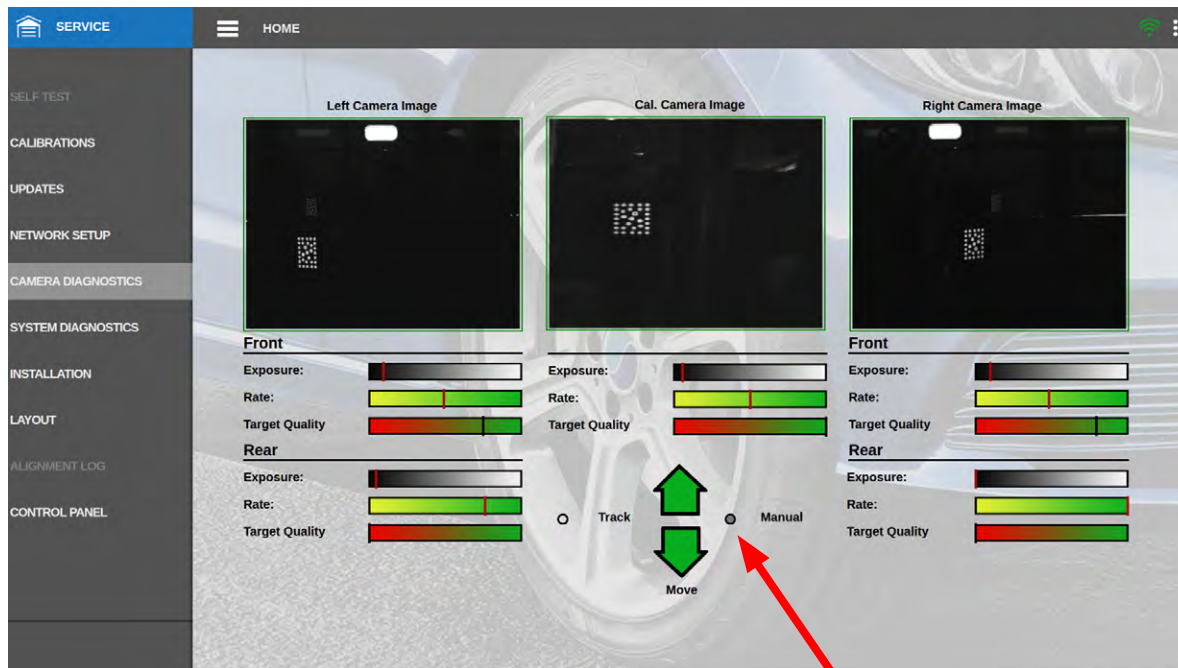 SERVICE
HOME
SELF TEST
CALIBRATIONS
UPDATES
NETWORK SETUP
CAMERA DIAGNOSTICS
SYSTEM DIAGNOSTICS
INSTALLATION
LAYOUT
ALIGNMENT LOG
CONTROL PANEL
Left Camera Image
Front
Exposure:
Rate:
Target Quality
Rear
Exposure:
Rate:
Target Quality
Cal. Camera Image
Exposure:
Rate:
Target Quality
Track
Manual
Move
Right Camera Image
Front
Exposure:
Rate:
Target Quality
Rear
Exposure:
Rate:
Target Quality